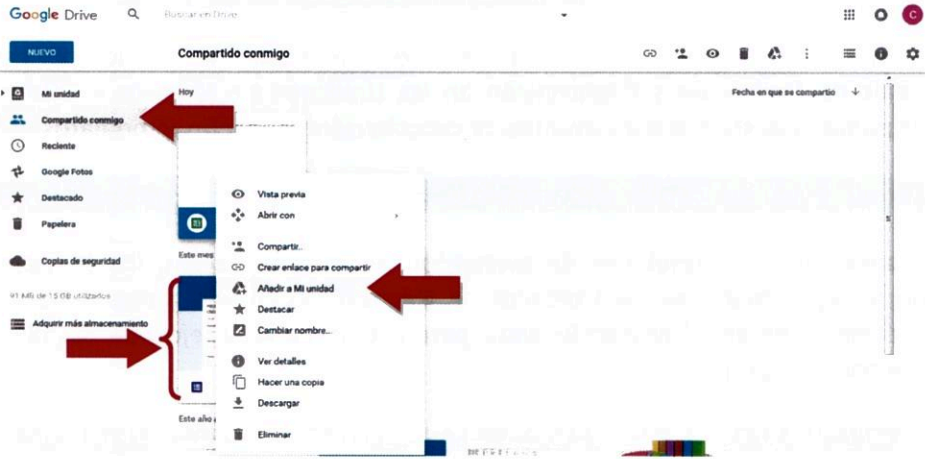 Google Drive
Buscar en Drive
NUEVO
Compartido conmigo
Mi unidad
Hoy
Fecha en que se compartió
Compartido conmigo
Reciente
Google Fotos
Destacado
Papelera
Copias de seguridad
91 MB de 15 GB utilizados
Adquirir más almacenamiento
Este mes
Este año
Vista previa
Abrir con
Compartir...
Crear enlace para compartir
Añadir a Mi unidad
Destacar
Cambiar nombre...
Ver detalles
Hacer una copia
Descargar
Eliminar
C